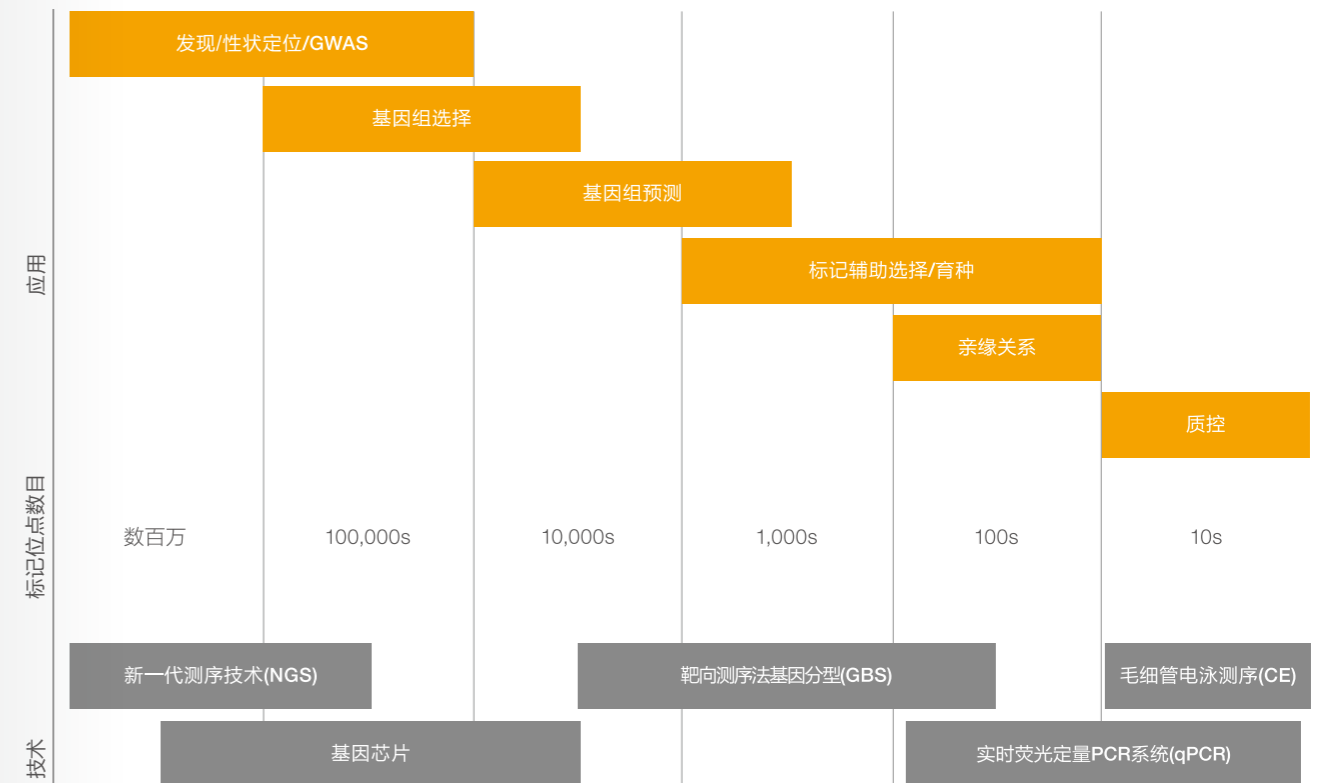 发现/性状定位/GWAS
基因组选择
基因组预测
应用
标记辅助选择/育种
亲缘关系
质控
标记位点数目
数百万
100,000s
10,000s
1,000s
100s
10s
新一代测序技术(NGS)
靶向测序法基因分型(GBS)
毛细管电泳测序(CE)
技术
基因芯片
实时荧光定量PCR系统(qPCR)